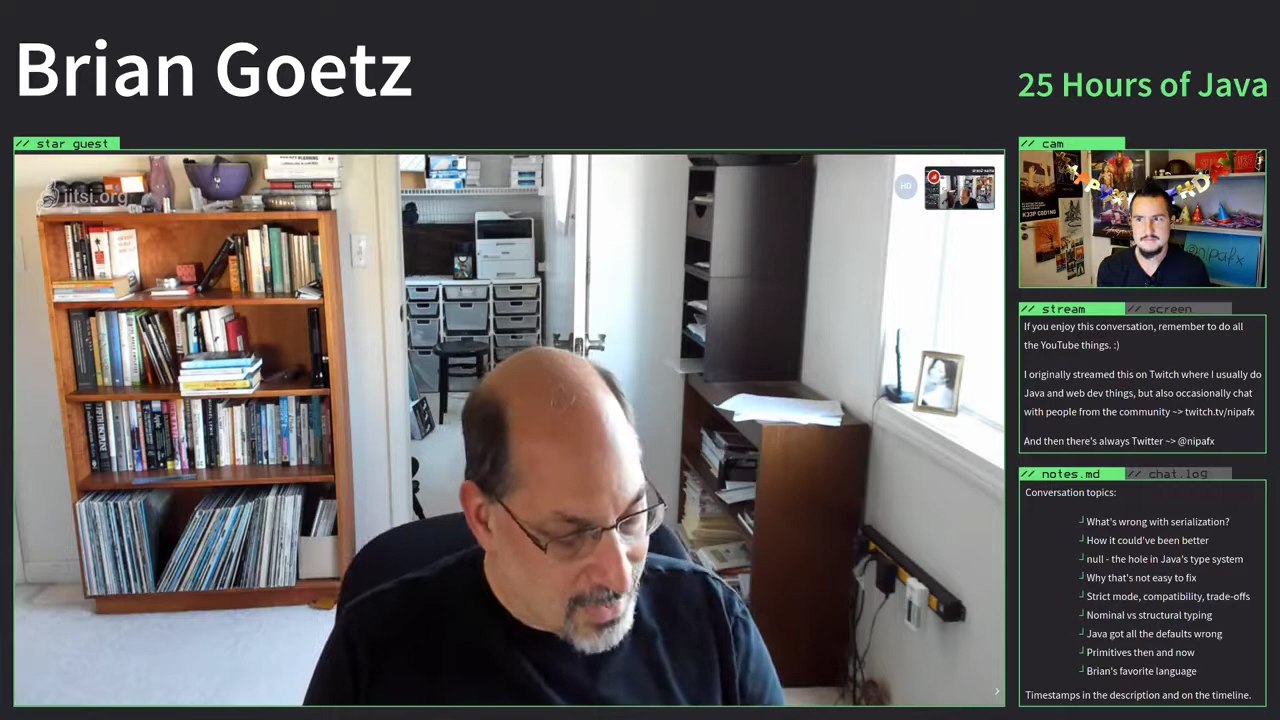 Brian Goetz
25 Hours of Java
// star guest
// cam
jitsi.org
HD
K33P C0D1NG
@nipafx
// stream
// screen
If you enjoy this conversation, remember to do all
the YouTube things. :)
I originally streamed this on Twitch where I usually do
Java and web dev things, but also occasionally chat
with people from the community ~> twitch.tv/nipafx
And then there's always Twitter ~> @nipafx
// notes.md
// chat.log
Conversation topics:
What's wrong with serialization?
How it could've been better
null - the hole in Java's type system
Why that's not easy to fix
Strict mode, compatibility, trade-offs
Nominal vs structural typing
Java got all the defaults wrong
Primitives then and now
Brian's favorite language
Timestamps in the description and on the timeline.